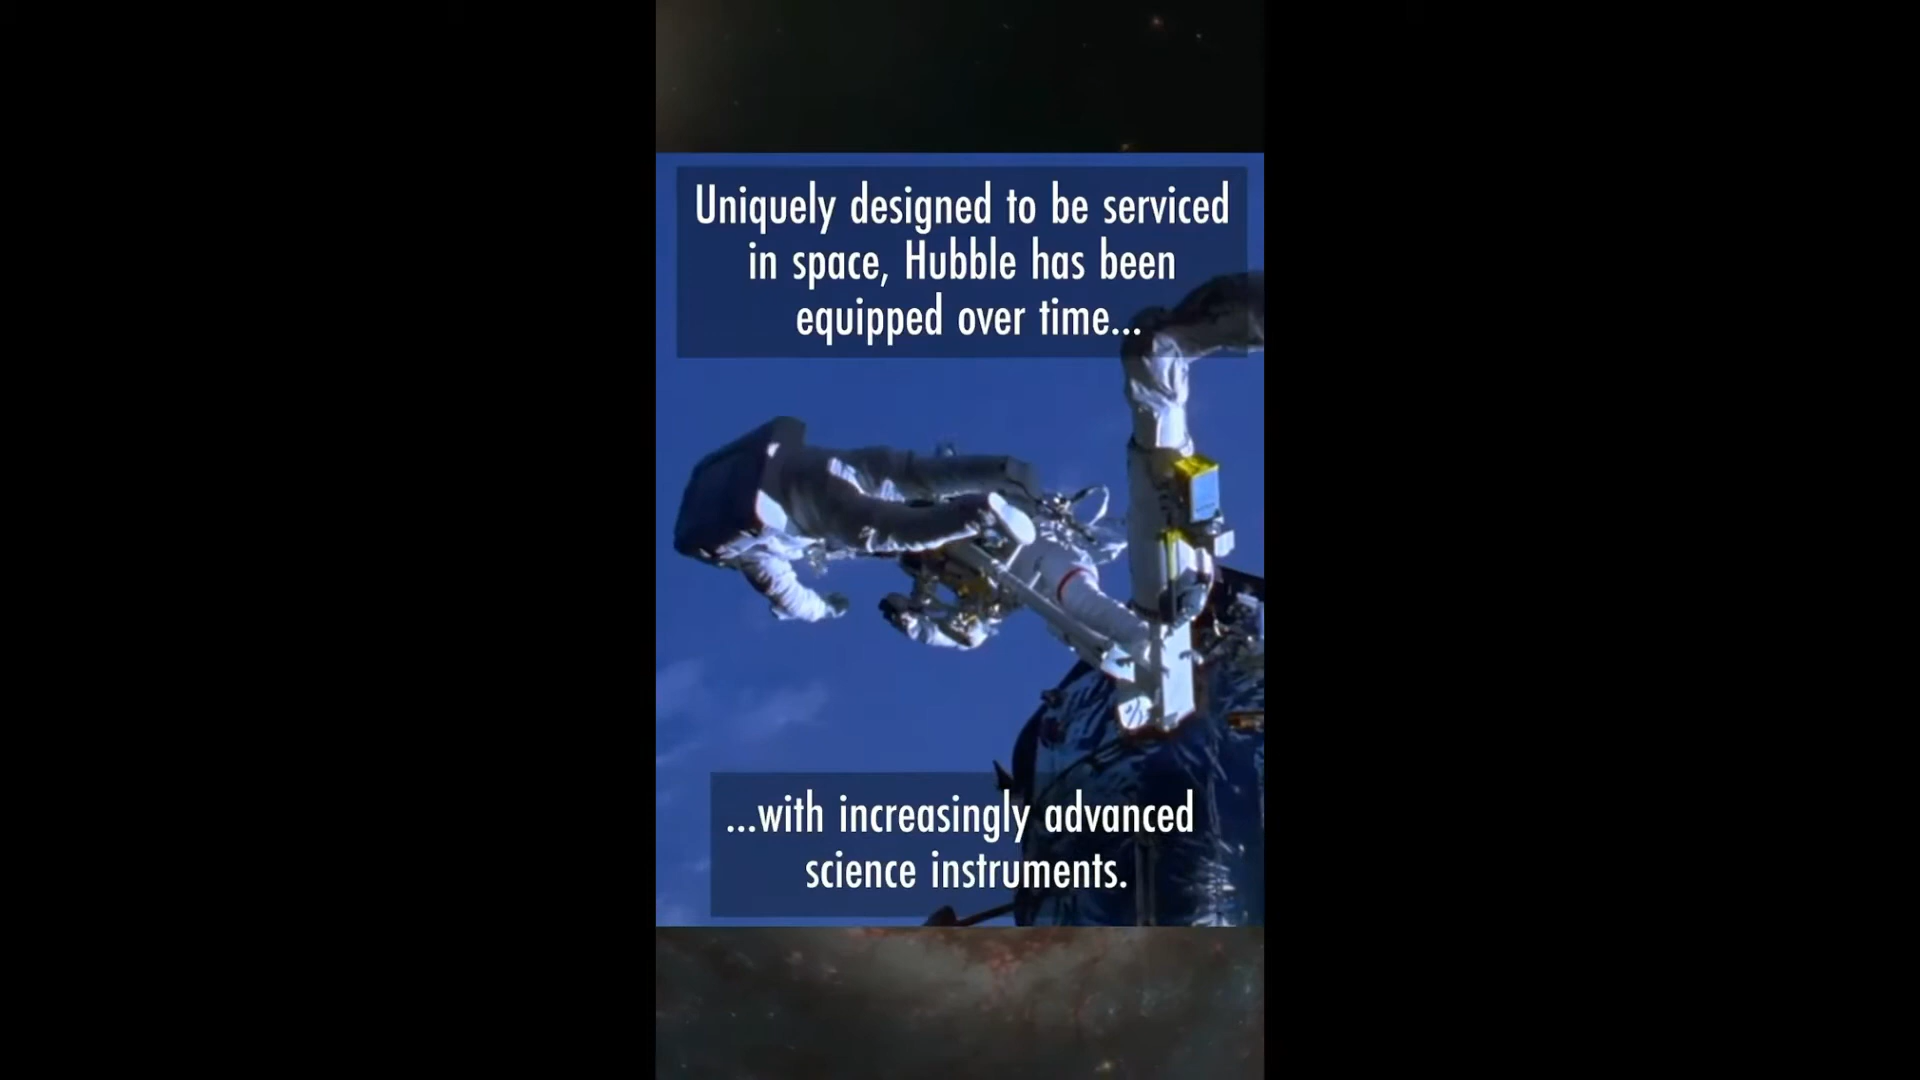 Uniquely designed to be serviced
in space, Hubble has been
equipped over time...
...with increasingly advanced
science instruments.